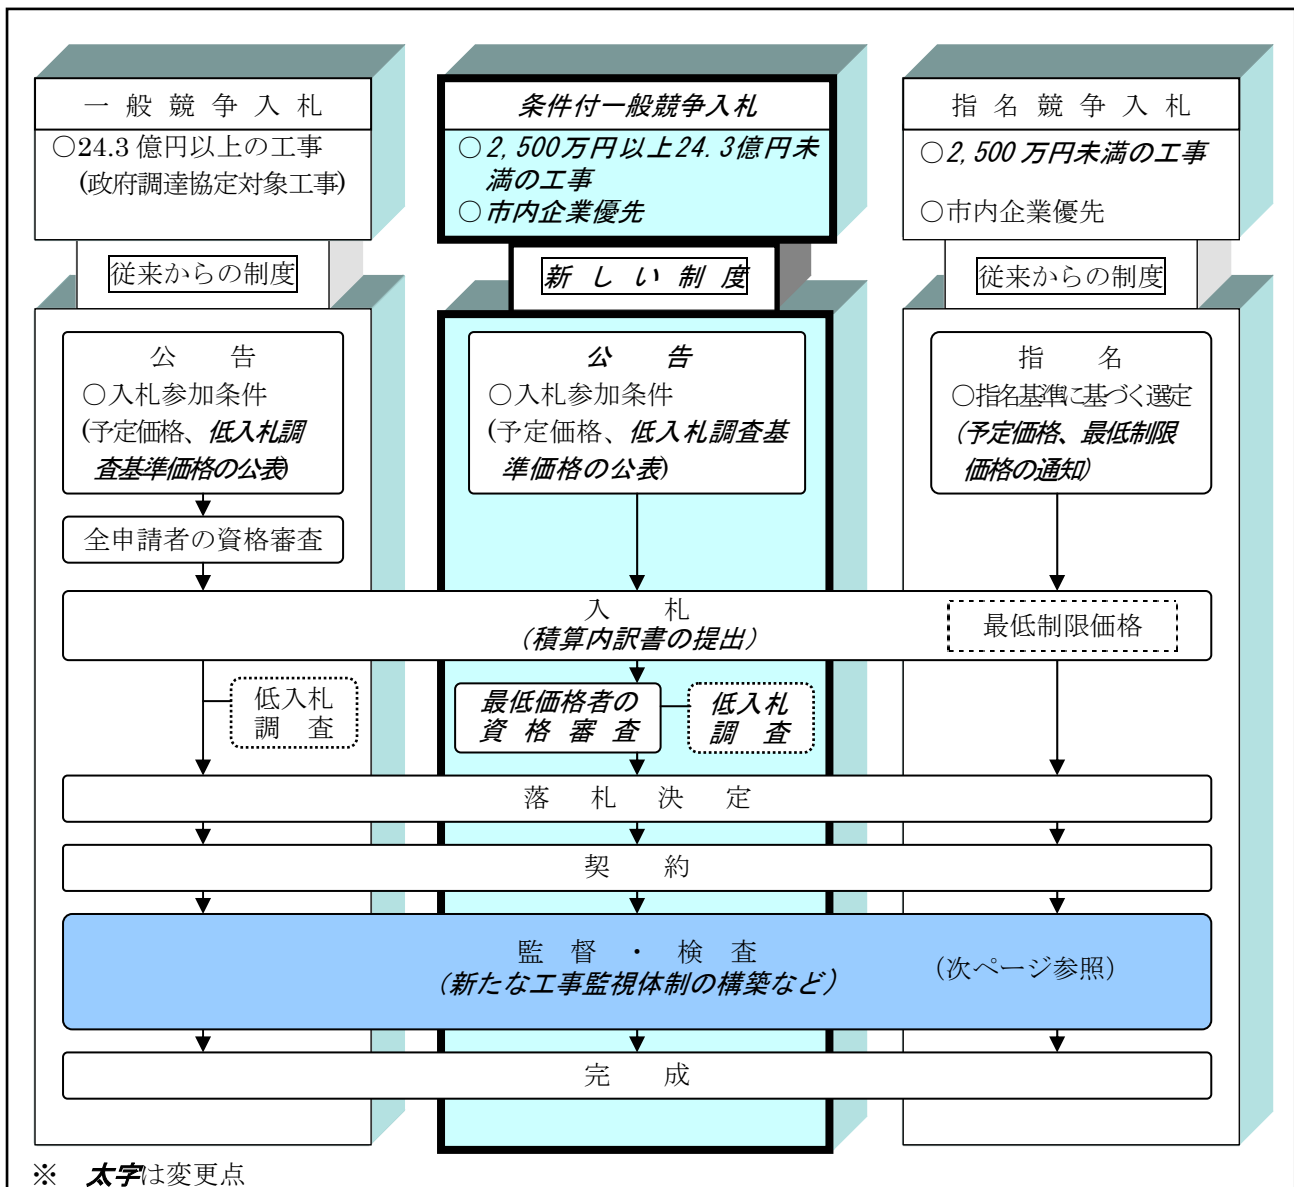 一般競争入札
○24.3 億円以上の工事
(政府調達協定対象工事)
従来からの制度
条件付一般競争入札
○2,500万円以上24.3億円未
満の工事
○市内企業優先
新しい制度
指名競争入札
○2,500 万円未満の工事
○市内企業優先
従来からの制度
公　告
○入札参加条件
(予定価格、低入札調
査基準価格の公表)
全申請者の資格審査
公　告
○入札参加条件
(予定価格、低入札調査基
準価格の公表)
指　名
○指名基準に基づく選定
(予定価格、最低制限
価格の通知)
入　札
(積算内訳書の提出)
最低制限価格
低入札
調　査
最低価格者の
資格審査
低入札
調　査
落札決定
契　約
監督・検査
(新たな工事監視体制の構築など)
(次ページ参照)
完　成
※　太字は変更点